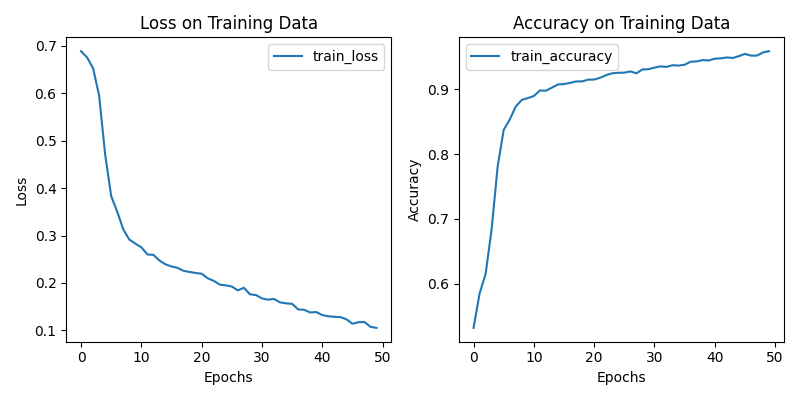 Loss on Training Data
train_loss
0.7
0.6
0.5
0.4
0.3
0.2
0.1
Loss
0 10 20 30 40 50
Epochs
Accuracy on Training Data
train_accuracy
0.9
0.8
0.7
0.6
Accuracy
0 10 20 30 40 50
Epochs